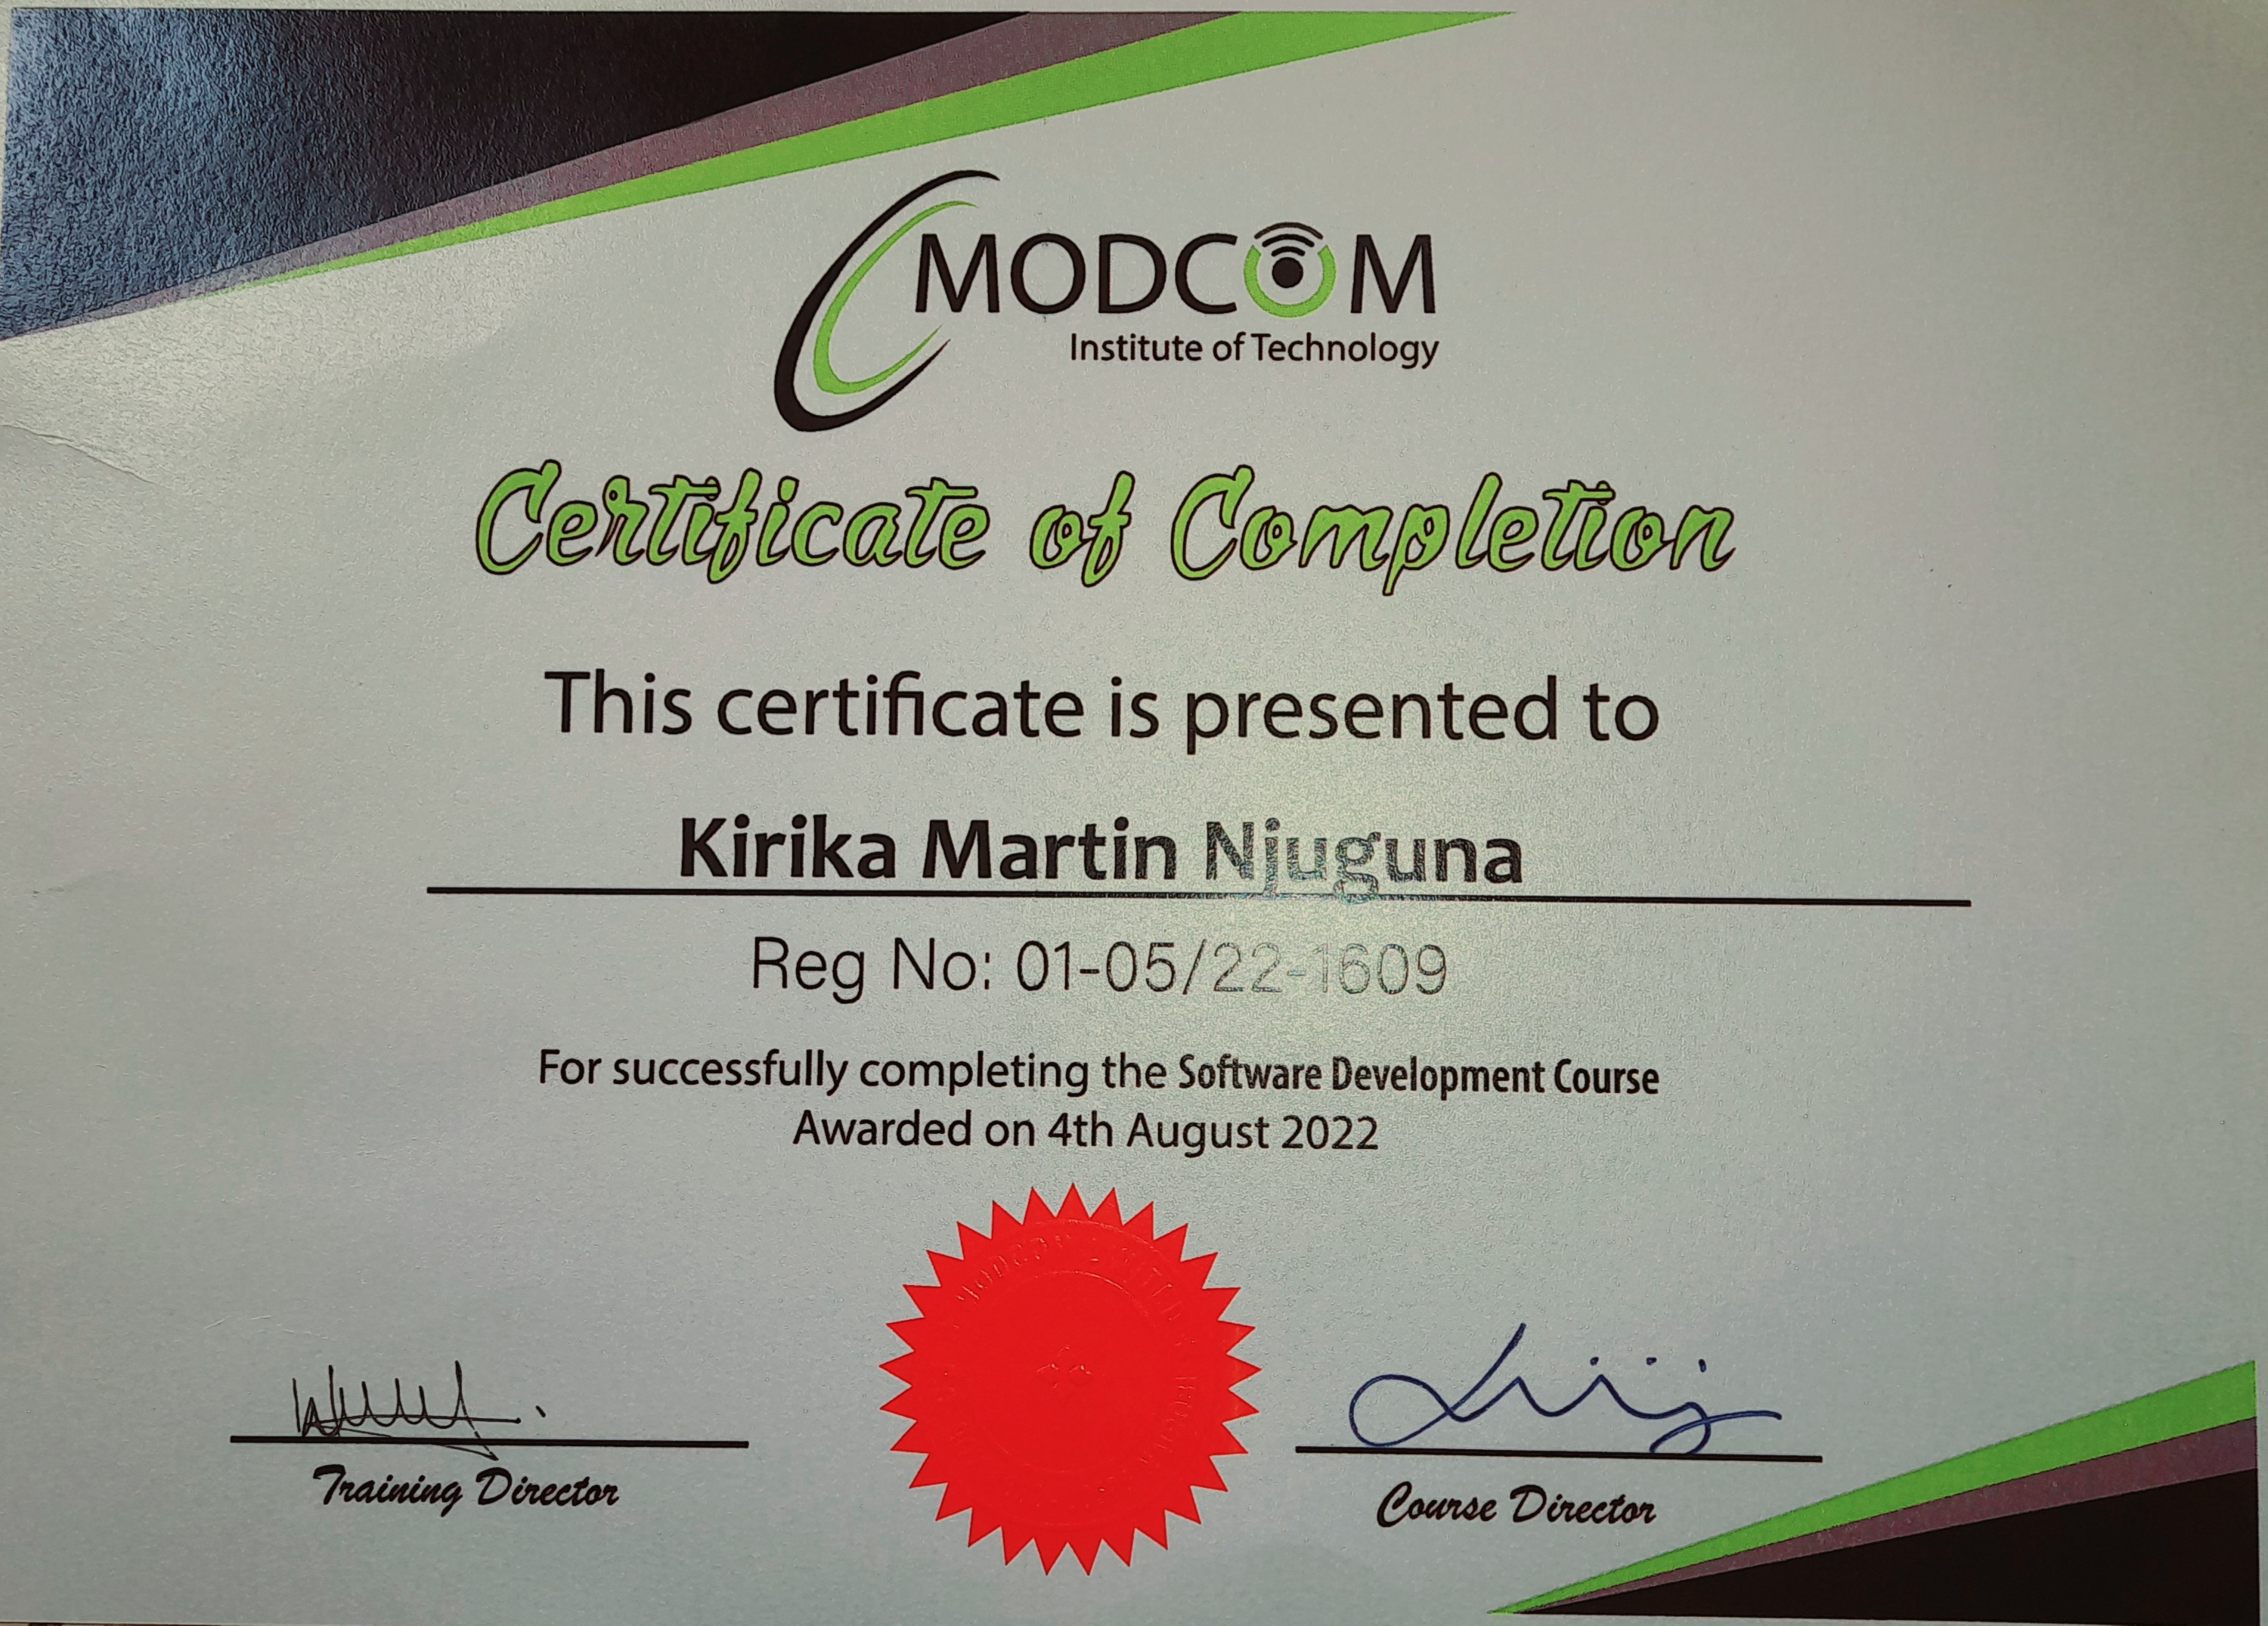 MODCOM
Institute of Technology
Certificate of Completion
This certificate is presented to
Kirika Martin Njuguna
Reg No: 01-05/22-1609
For successfully completing the Software Development Course
Awarded on 4th August 2022
Training Director
Course Director